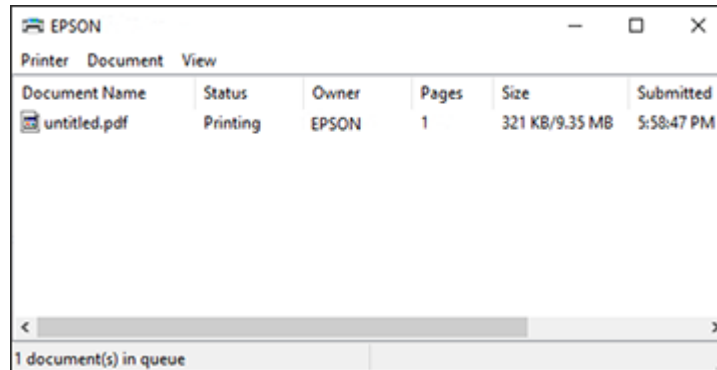 EPSON
Printer Document View
Document Name Status Owner Pages Size Submitted
untitled.pdf Printing EPSON 1 321 KB/9.35 MB 5:58:47 PM
1 document(s) in queue